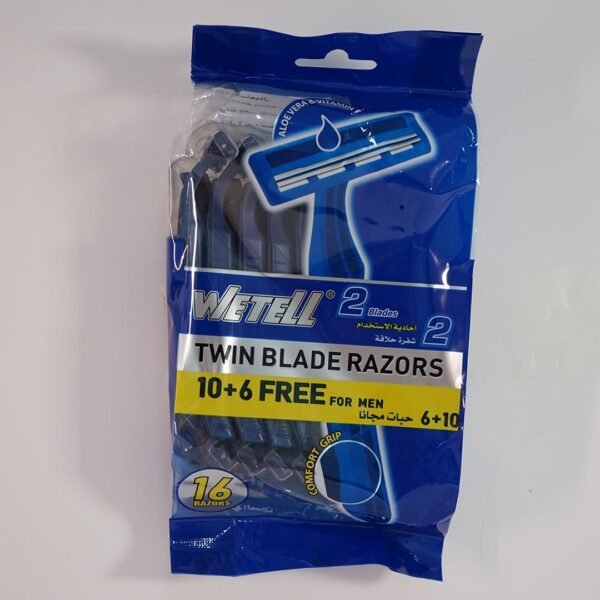 ALOE VERA & VITAMIN
WETELL ® 2 Blades
أحادية الاستخدام
شفرة حلاقة 2
TWIN BLADE RAZORS
10+6 FREE FOR MEN
6+10 حبات مجانا
COMFORT GRIP
16
RAZORS